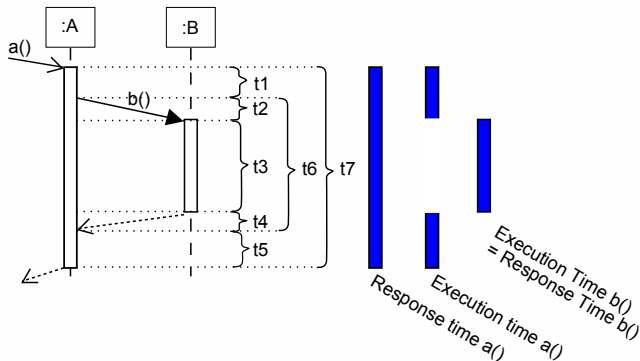 :A
:B
a()
b()
t1
t2
t3
t4
t5
t6
t7
Response time a()
Execution time a()
Execution Time b()
= Response Time b()